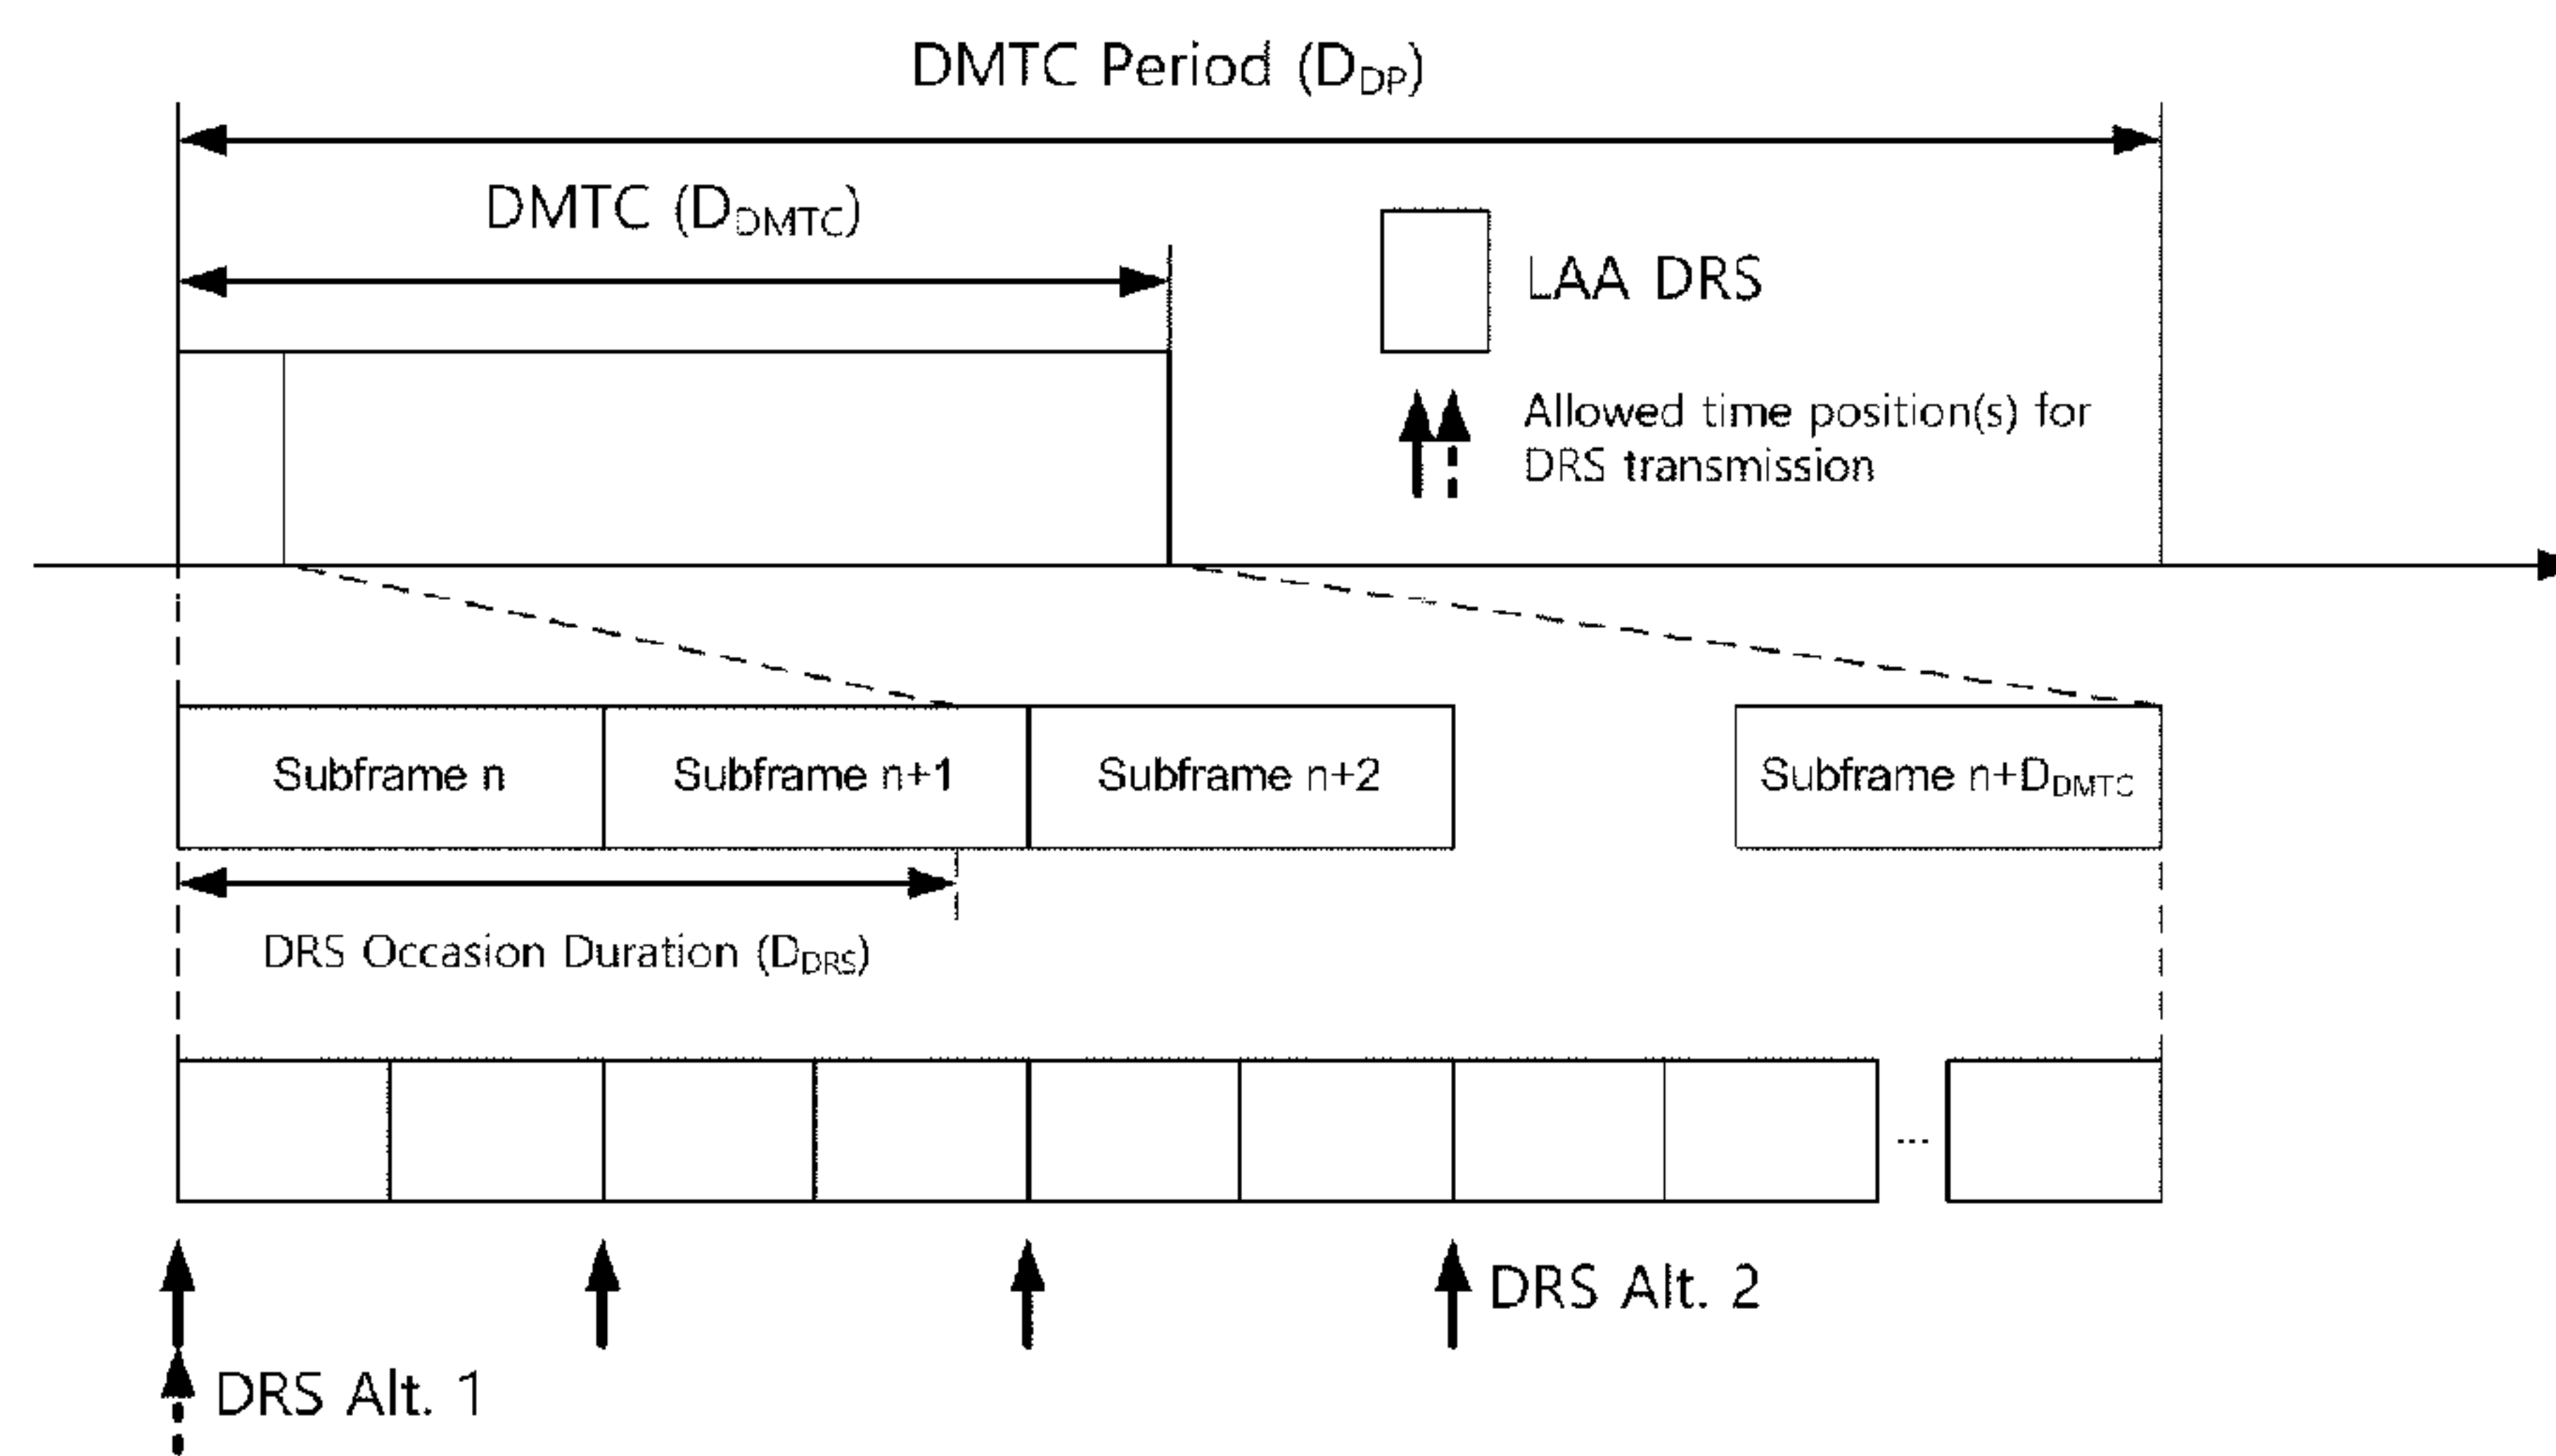 DMTC Period (DDP)
DMTC (DDMTC)
LAA DRS
Allowed time position(s) for
DRS transmission
Subframe n
Subframe n+1
Subframe n+2
Subframe n+DDMTC
DRS Occasion Duration (DDRS)
...
DRS Alt. 2
DRS Alt. 1